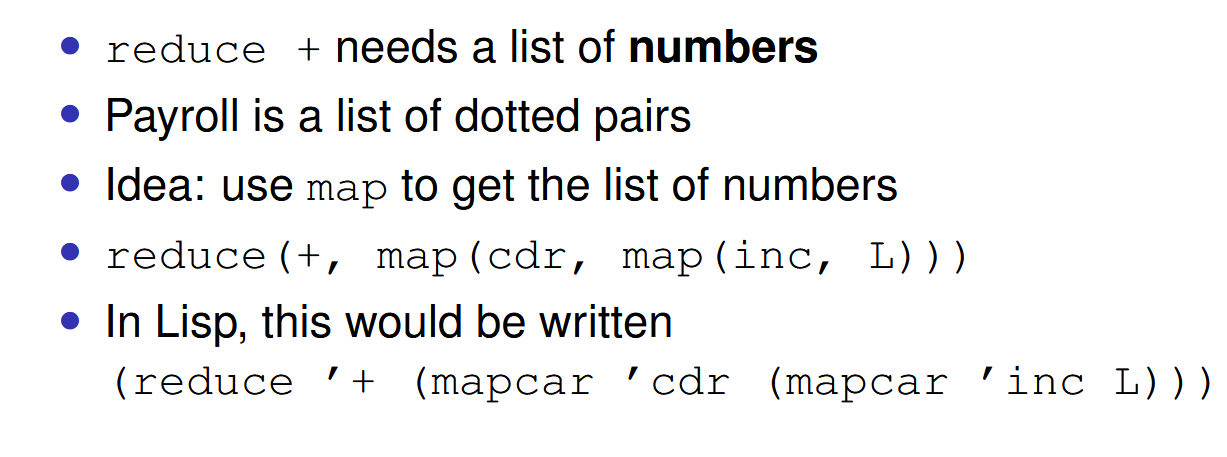 • reduce + needs a list of numbers
• Payroll is a list of dotted pairs
• Idea: use map to get the list of numbers
• reduce(+, map(cdr, map(inc, L)))
• In Lisp, this would be written
(reduce ’+ (mapcar ’cdr (mapcar ’inc L)))